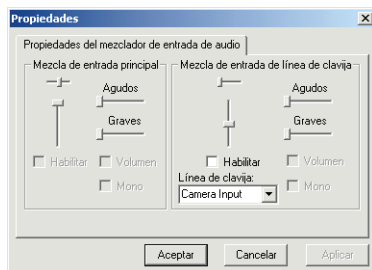 Propiedades
Propiedades del mezclador de entrada de audio
Mezcla de entrada principal
Agudos
Graves
Habilitar
Volumen
Mono
Mezcla de entrada de línea de clavija
Agudos
Graves
Habilitar
Volumen
Línea de clavija:
Camera Input
Mono
Aceptar
Cancelar
Aplicar